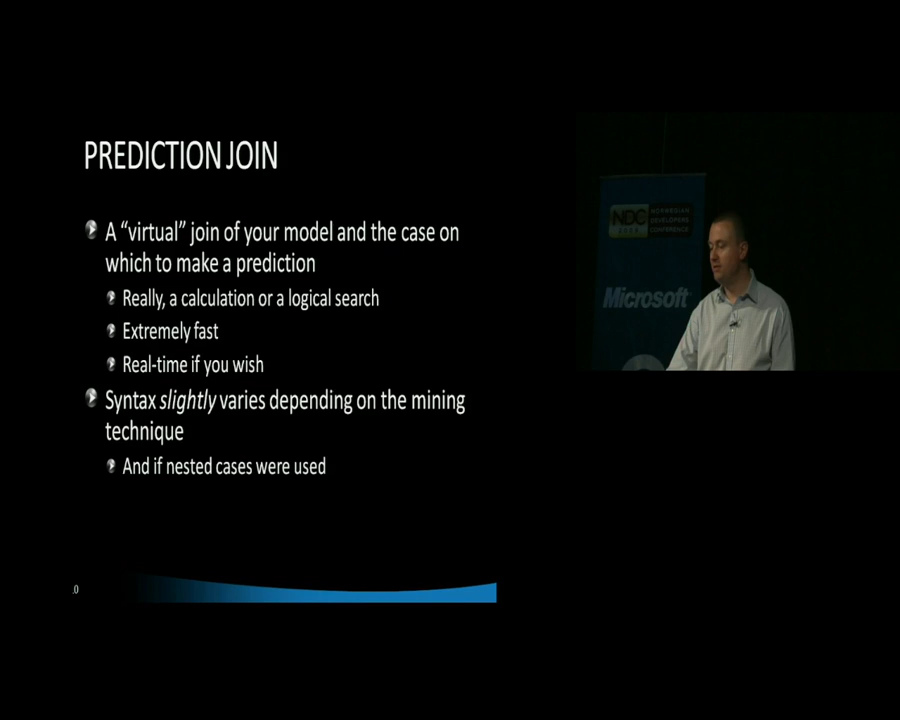 PREDICTION JOIN
A “virtual” join of your model and the case on
which to make a prediction
Really, a calculation or a logical search
Extremely fast
Real-time if you wish
Syntax slightly varies depending on the mining
technique
And if nested cases were used
.0
NDC
NORWEGIAN
DEVELOPERS
CONFERENCE
Microsoft